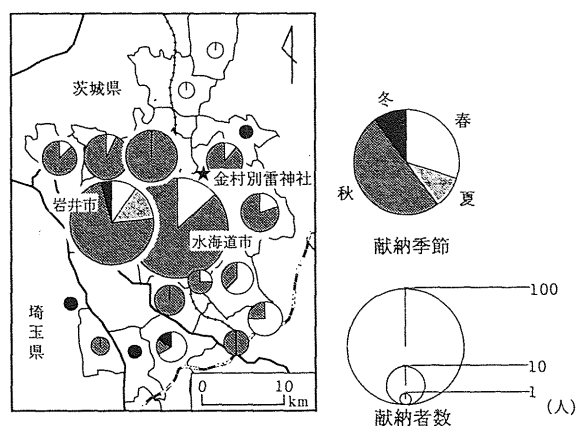 茨城県
金村別雷神社
岩井市
水海道市
埼玉県
0 10
km
冬
春
秋
夏
献納季節
100
10
1
(人)
献納者数